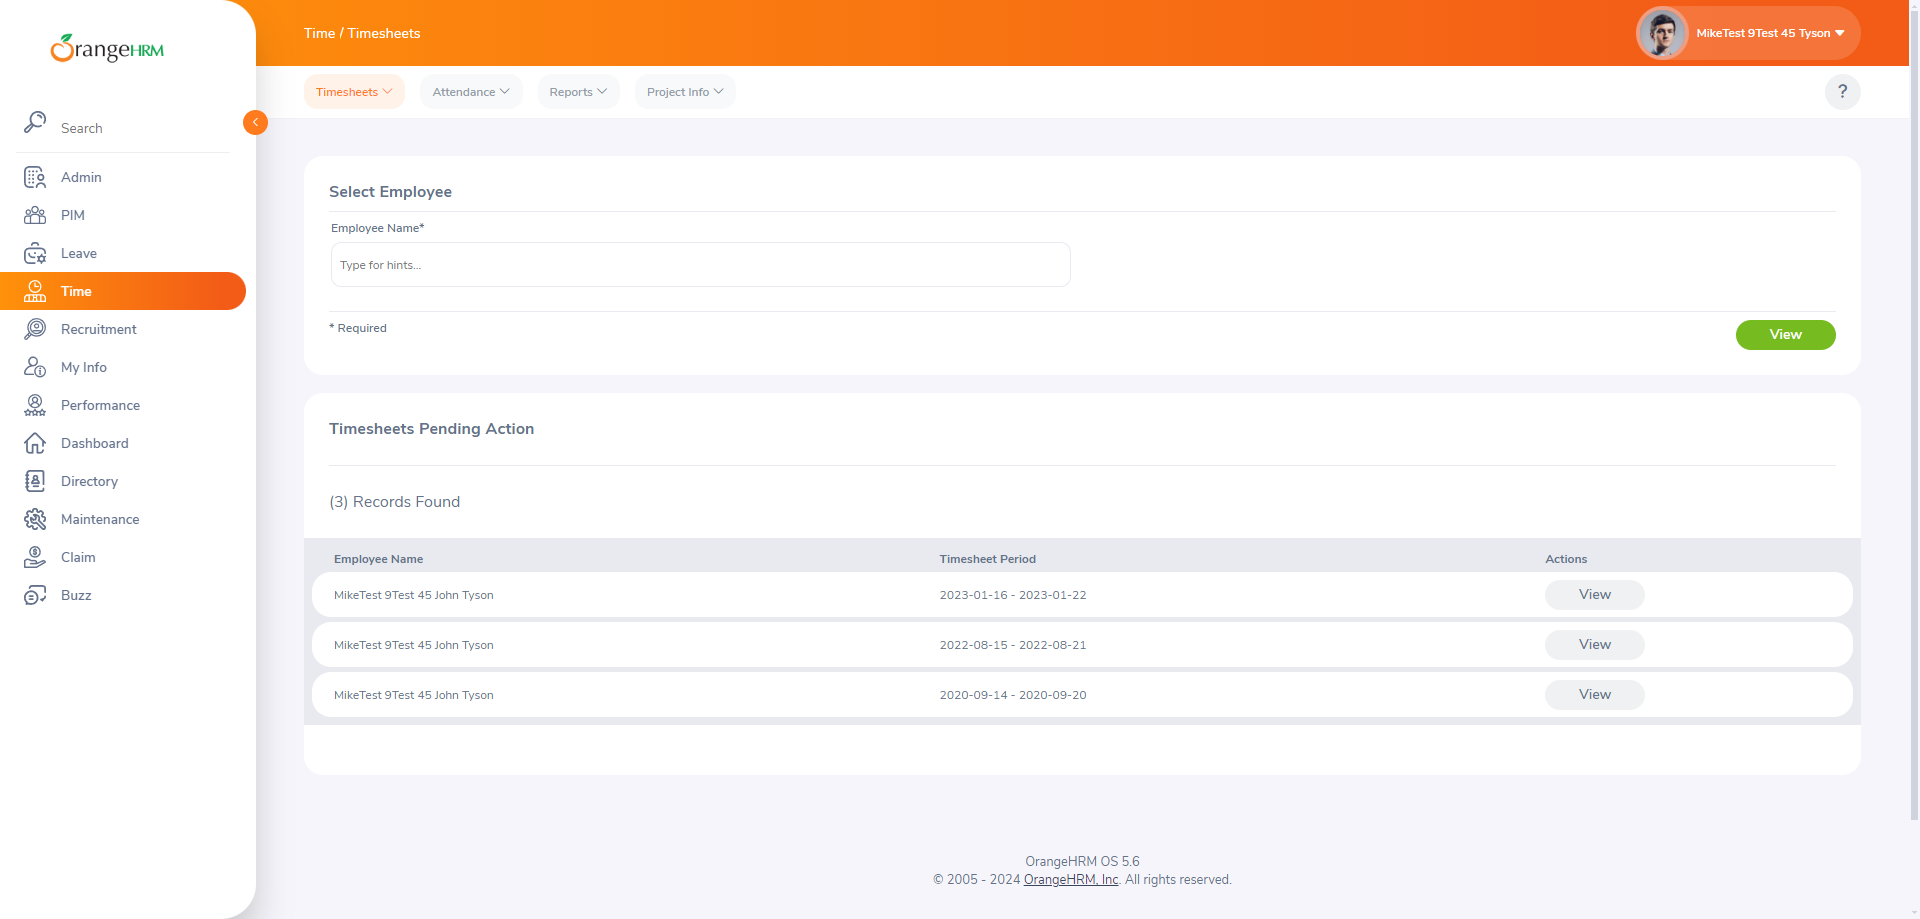 OrangeHRM
Time / Timesheets
MikeTest 9Test 45 Tyson
Timesheets
Attendance
Reports
Project Info
?
Search
Admin
PIM
Leave
Time
Recruitment
My Info
Performance
Dashboard
Directory
Maintenance
Claim
Buzz
Select Employee
Employee Name*
Type for hints...
* Required
View
Timesheets Pending Action
(3) Records Found
Employee Name Timesheet Period Actions
MikeTest 9Test 45 John Tyson 2023-01-16 - 2023-01-22 View
MikeTest 9Test 45 John Tyson 2022-08-15 - 2022-08-21 View
MikeTest 9Test 45 John Tyson 2020-09-14 - 2020-09-20 View
OrangeHRM OS 5.6
© 2005 - 2024 OrangeHRM, Inc. All rights reserved.